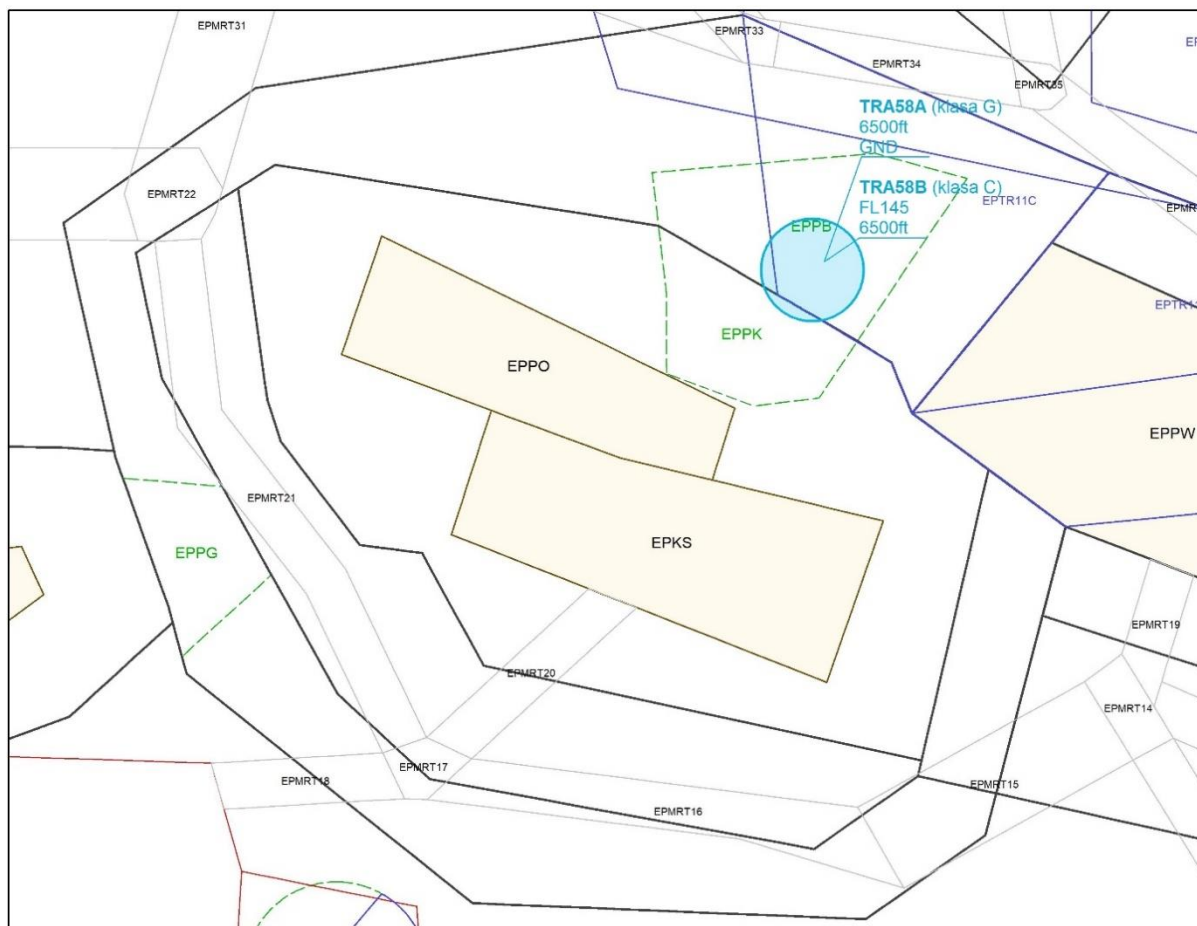 EPMRT31
EPMRT33
EPMRT34
EPMRT35
TRA58A (klasa G)
6500ft
GND
EPMRT22
TRA58B (klasa C)
FL145
6500ft
EPTR11C
EPPB
EPPK
EPPO
EPPW
EPMRT21
EPPG
EPKS
EPMRT19
EPMRT20
EPMRT14
EPMRT17
EPMRT18
EPMRT15
EPMRT16